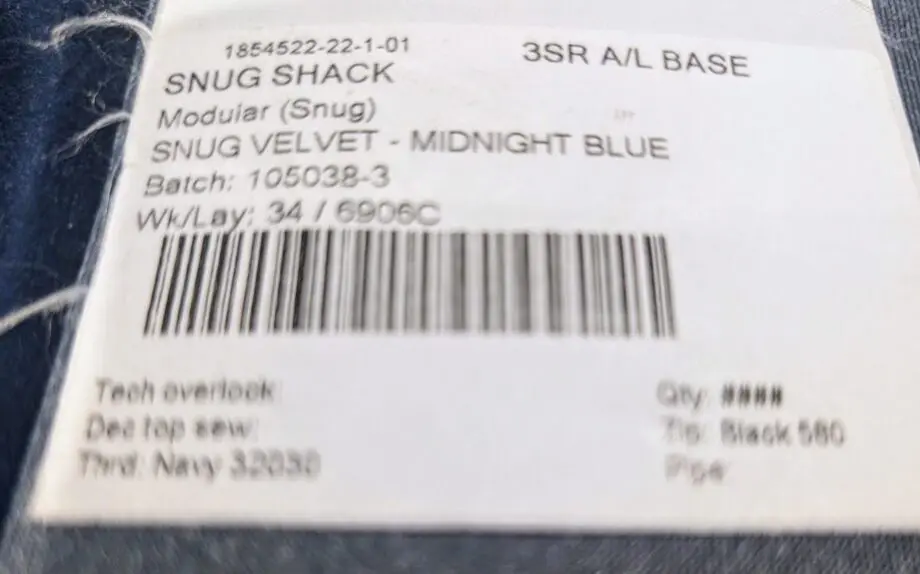 1854522-22-1-01 3SR A/L BASE
SNUG SHACK
Modular (Snug)
SNUG VELVET - MIDNIGHT BLUE
Batch: 105038-3
Wk/Lay: 34 / 6906C
Tech overlock: Qty: ####
Dec top sew: Black 580
Thrd: Navy 32030 Pipe: